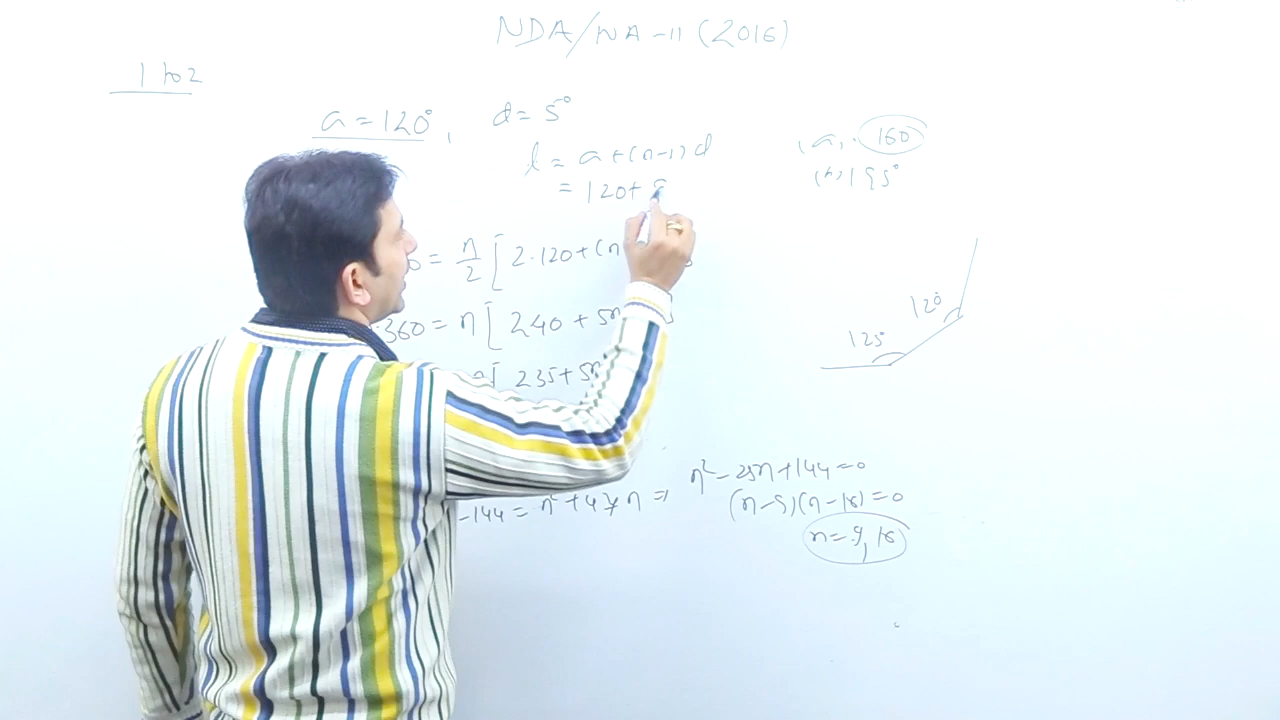 NDA/NA-II (2016)
1 to 2
a = 120°, d = 5°
l = a + (n-1) d
= 120 +
(a) 160
(b) 195°
= n/2 [ 2·120 + (n
360 = n [ 240 + 5n
235 + 5n
125°
120°
-144 = n² + 47n ⇒ n² - 25n + 144 = 0
(n-9)(n-16) = 0
n = 9, 16